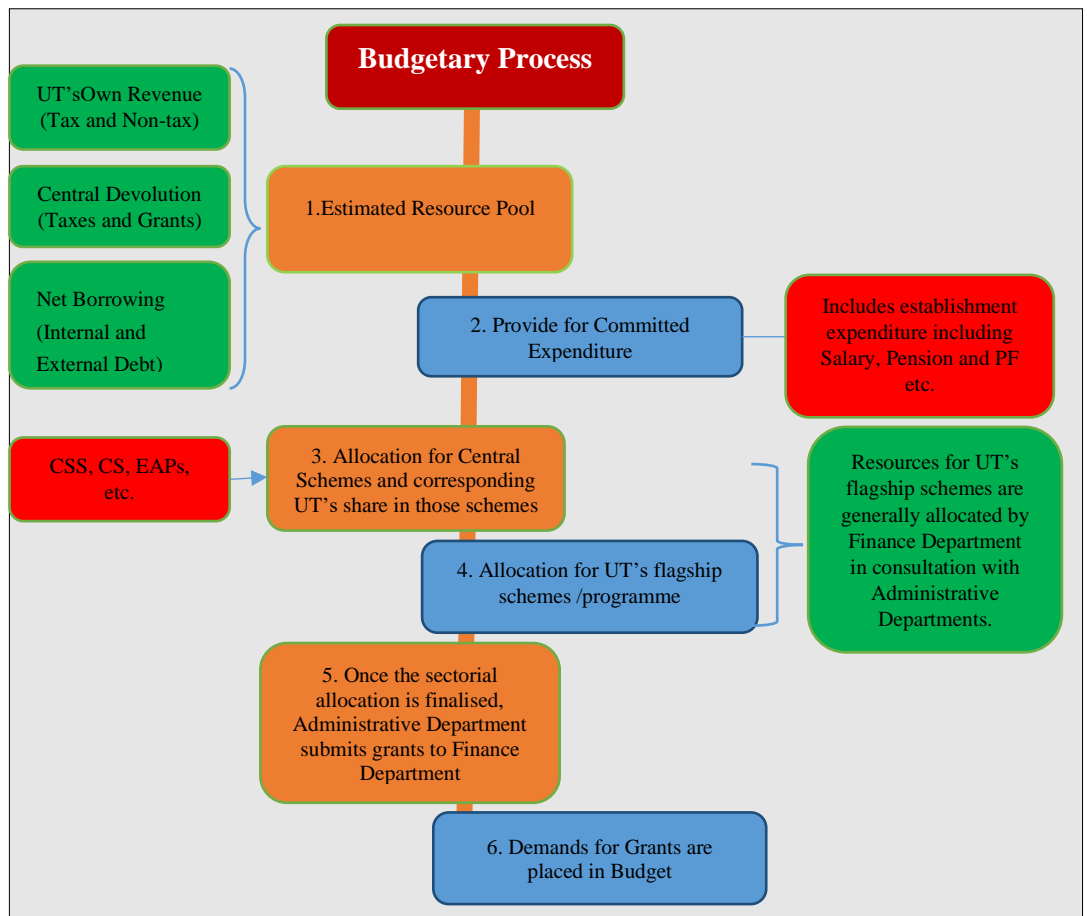 Budgetary Process
UT'sOwn Revenue
(Tax and Non-tax)
Central Devolution
(Taxes and Grants)
Net Borrowing
(Internal and
External Debt)
1.Estimated Resource Pool
2. Provide for Committed
Expenditure
Includes establishment
expenditure including
Salary, Pension and PF
etc.
CSS, CS, EAPs,
etc.
3. Allocation for Central
Schemes and corresponding
UT's share in those schemes
4. Allocation for UT's flagship
schemes /programme
Resources for UT's
flagship schemes are
generally allocated by
Finance Department
in consultation with
Administrative
Departments.
5. Once the sectorial
allocation is finalised,
Administrative Department
submits grants to Finance
Department
6. Demands for Grants are
placed in Budget